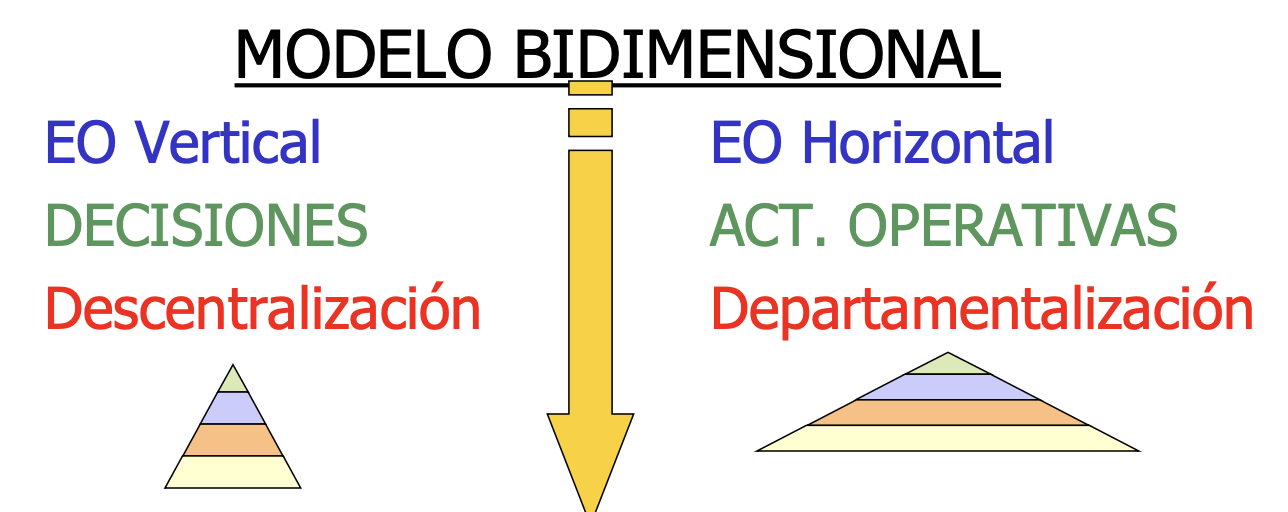 MODELO BIDIMENSIONAL
EO Vertical
DECISIONES
Descentralización
EO Horizontal
ACT. OPERATIVAS
Departamentalización